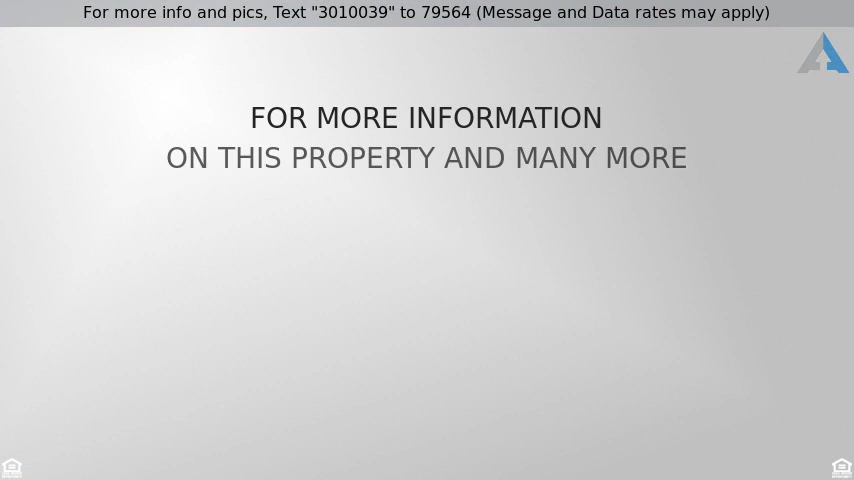 For more info and pics, Text "3010039" to 79564 (Message and Data rates may apply)
FOR MORE INFORMATION
ON THIS PROPERTY AND MANY MORE